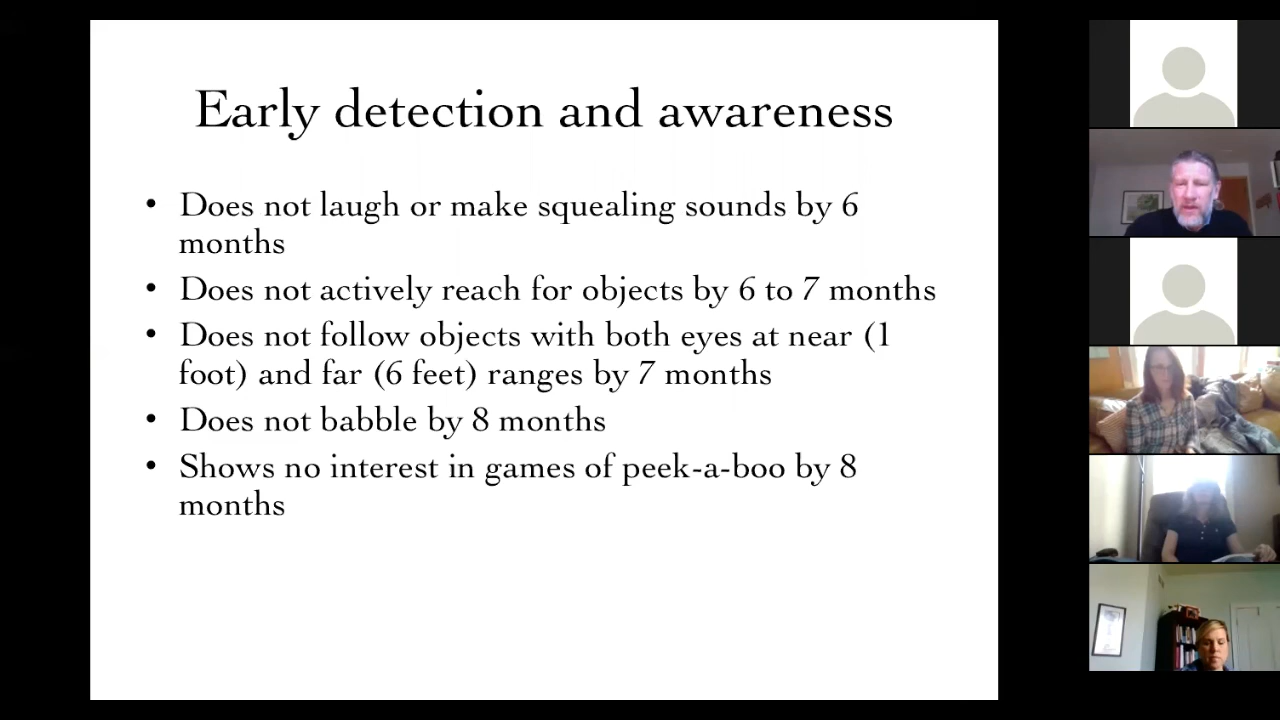 Early detection and awareness
• Does not laugh or make squealing sounds by 6
months
• Does not actively reach for objects by 6 to 7 months
• Does not follow objects with both eyes at near (1
foot) and far (6 feet) ranges by 7 months
• Does not babble by 8 months
• Shows no interest in games of peek-a-boo by 8
months